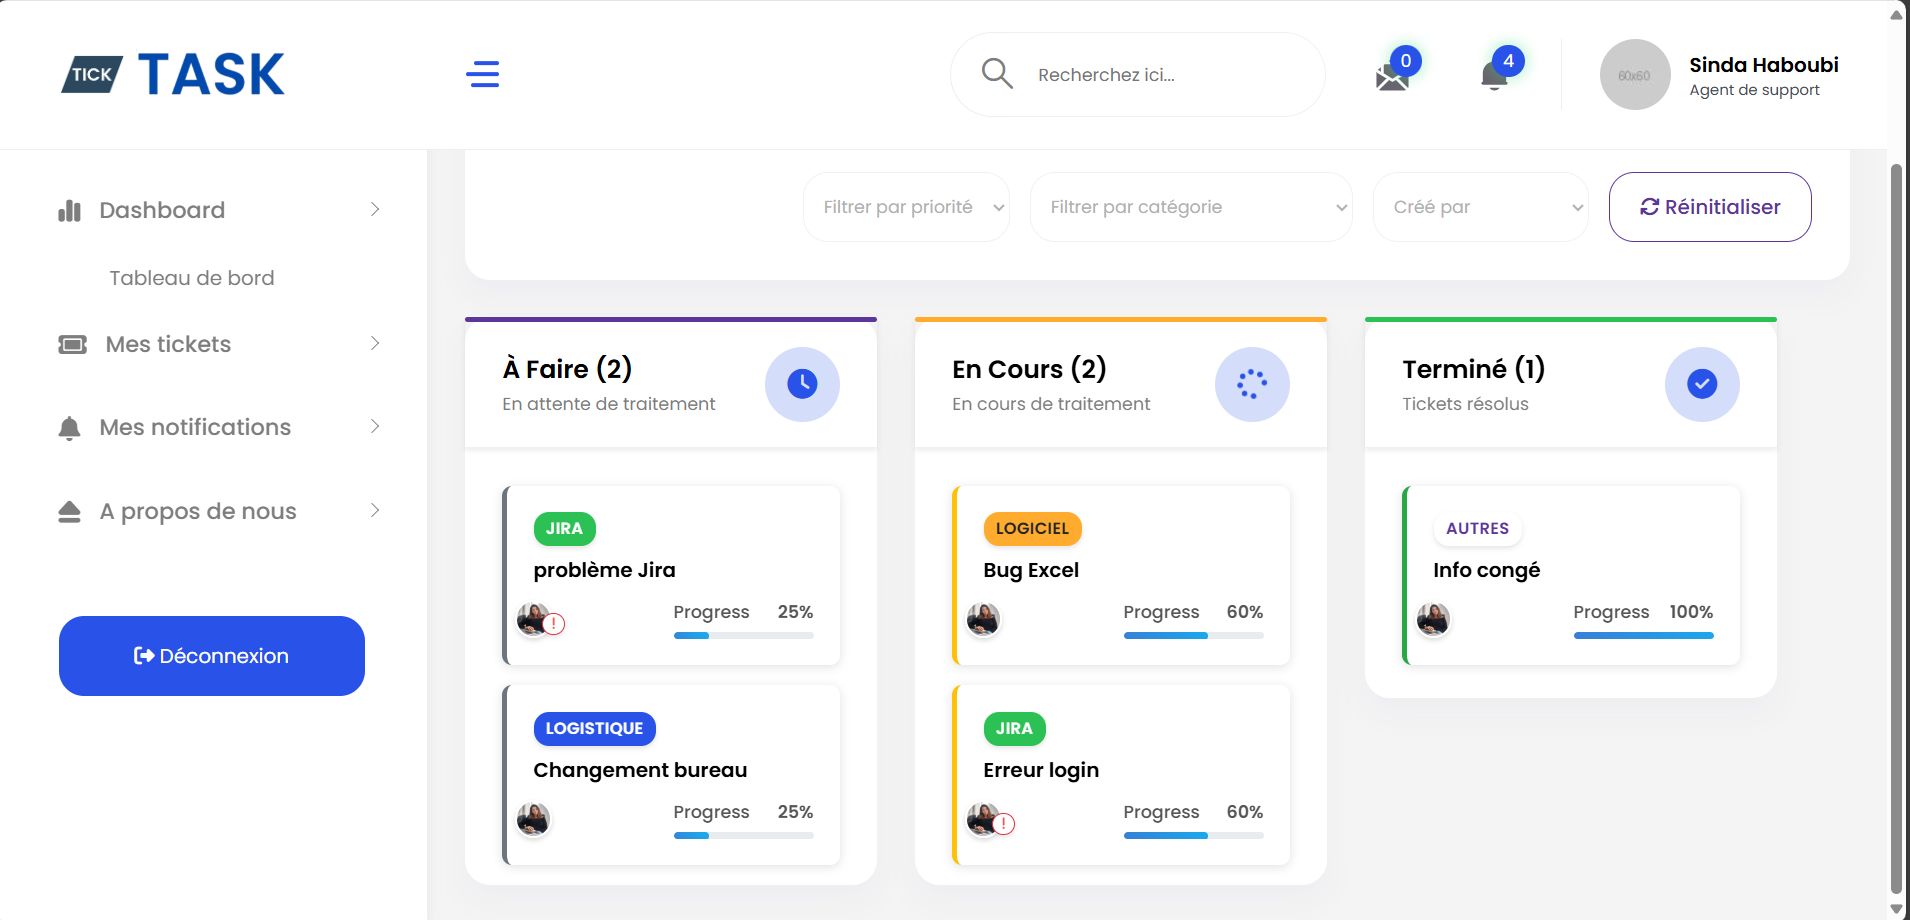 TICK TASK
Recherchez ici...
0
4
60x60
Sinda Haboubi
Agent de support
Dashboard
Tableau de bord
Mes tickets
Mes notifications
A propos de nous
Déconnexion
Filtrer par priorité
Filtrer par catégorie
Créé par
Réinitialiser
À Faire (2)
En attente de traitement
JIRA
problème Jira
!
Progress 25%
LOGISTIQUE
Changement bureau
Progress 25%
En Cours (2)
En cours de traitement
LOGICIEL
Bug Excel
Progress 60%
JIRA
Erreur login
!
Progress 60%
Terminé (1)
Tickets résolus
AUTRES
Info congé
Progress 100%